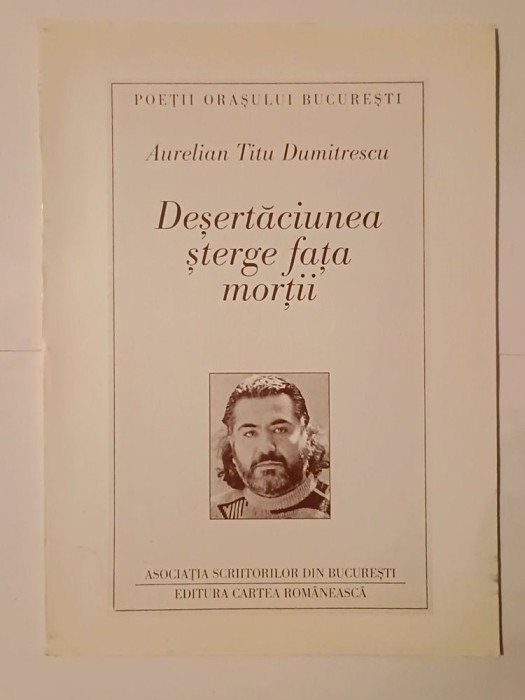 POEȚII ORAȘULUI BUCUREȘTI
Aurelian Titu Dumitrescu
Deșertăciunea
șterge fața
morții
ASOCIAȚIA SCRIITORILOR DIN BUCUREȘTI
EDITURA CARTEA ROMÂNEASCĂ